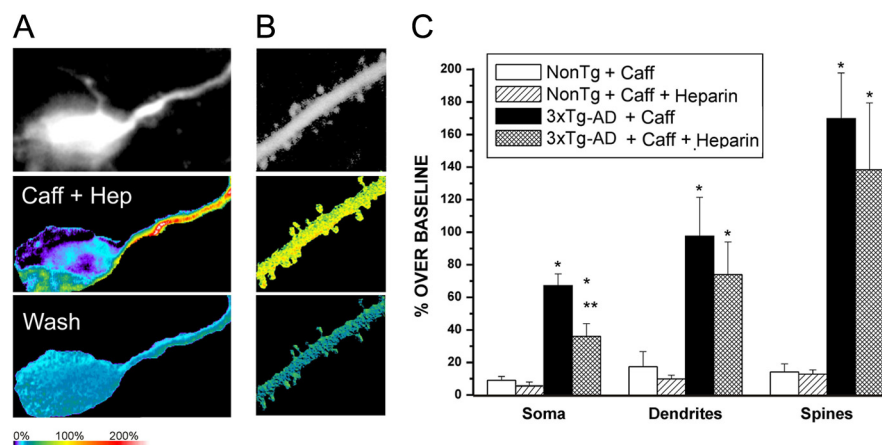 A
B
C
Caff + Hep
Wash
0% 100% 200%
% OVER BASELINE
200
180
160
140
120
100
80
60
40
20
0
NonTg + Caff
NonTg + Caff + Heparin
3xTg-AD + Caff
3xTg-AD + Caff + Heparin
*
*
**
*
*
*
*
Soma Dendrites Spines